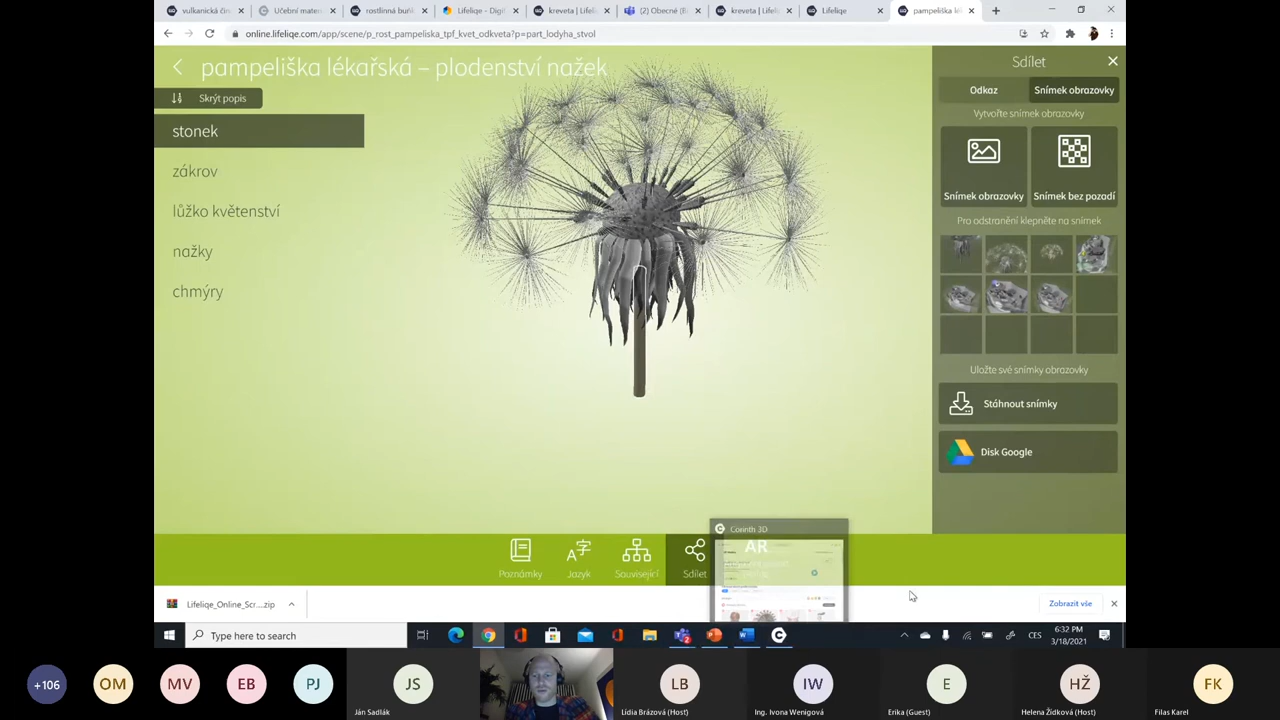 vulkanická čin
Učební maten
rostlinná buň
Lifeliqe - Digi
kreveta | Lifeli
(2) Obecné (
kreveta | Lifeli
Lifeliqe
pampeliška lé
online.lifeliqe.com/app/scene/p_rost_pampeliska_tpf_kvet_odkveta?p=part_lodyha_stvol
pampeliška lékařská – plodenství nažek
Skrýt popis
stonek
zákrov
lůžko květenství
nažky
chmýry
Sdílet
Odkaz
Snímek obrazovky
Vytvořte snímek obrazovky
Snímek obrazovky
Snímek bez pozadí
Pro odstranění klepněte na snímek
Uložte své snímky obrazovky
Stáhnout snímky
Disk Google
Corinth 3D
AR
Poznámky
Jazyk
Související
Sdílet
Lifeliqe_Online_Scr....zip
Zobrazit vše
Type here to search
CES
6:32 PM
3/18/2021
+106
OM
MV
EB
PJ
JS
Ján Sadlák
LB
Lídia Brázová (Host)
IW
Ing. Ivona Wenigová
E
Erika (Guest)
HŽ
Helena Žídková (Host)
FK
Filas Karel